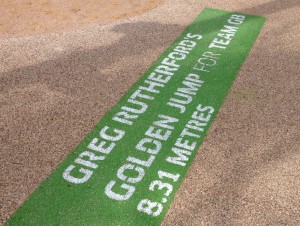 GREG RUTHERFORD'S
GOLDEN JUMP FOR TEAM GB
8.31 METRES